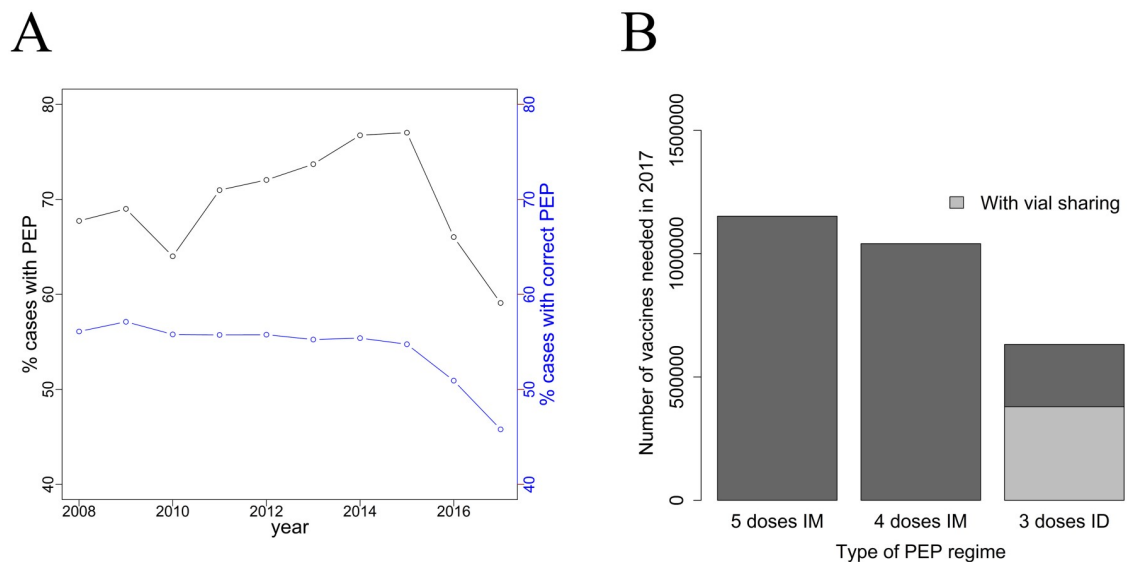 A
80
70
60
50
40
% cases with PEP
80
70
60
50
40
% cases with correct PEP
2008
2010
2012
2014
2016
year
B
1500000
1000000
500000
0
Number of vaccines needed in 2017
With vial sharing
5 doses IM
4 doses IM
3 doses ID
Type of PEP regime